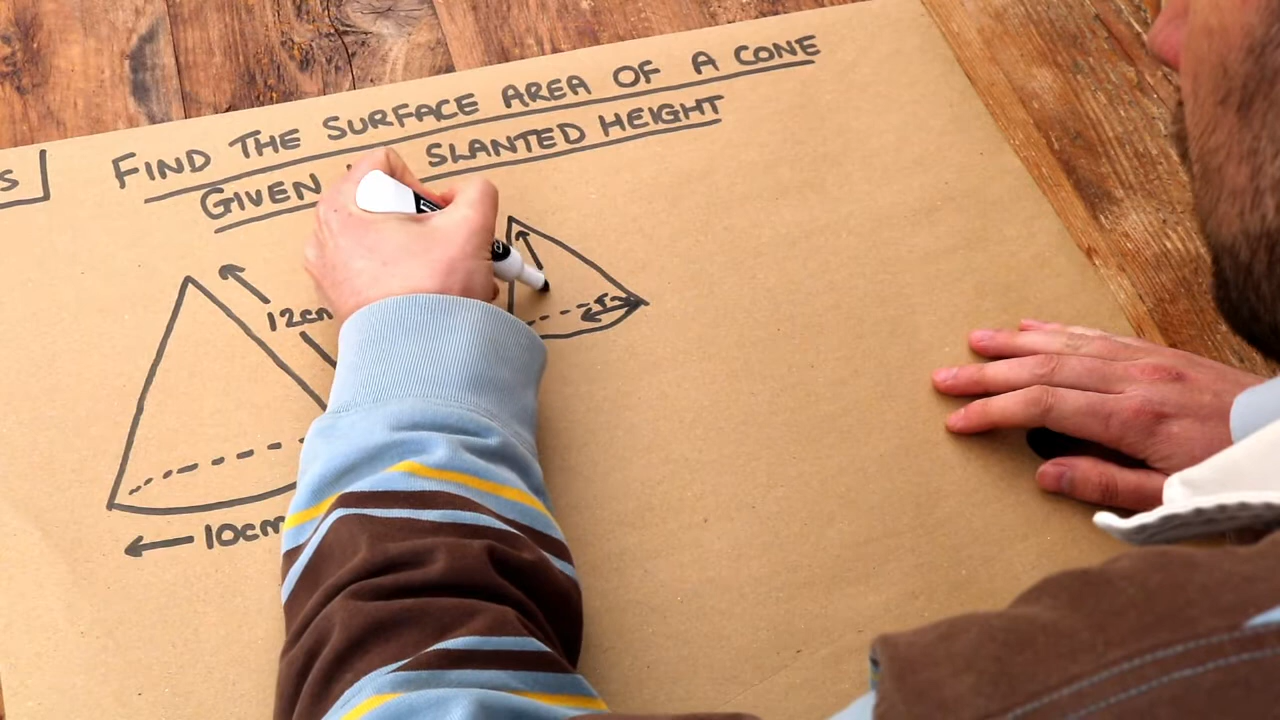 S
FIND THE SURFACE AREA OF A CONE
GIVEN SLANTED HEIGHT
12cm
r
10cm